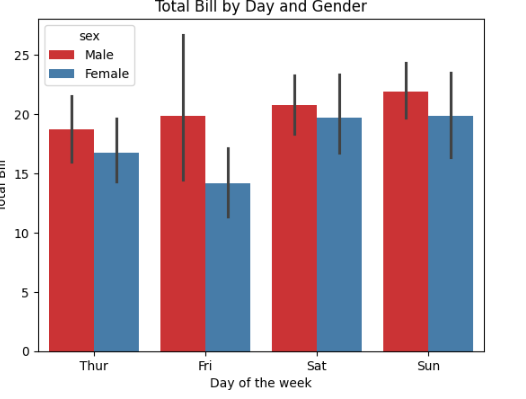 Total Bill by Day and Gender
sex
Male
Female
25
20
15
10
5
0
Total Bill
Thur Fri Sat Sun
Day of the week